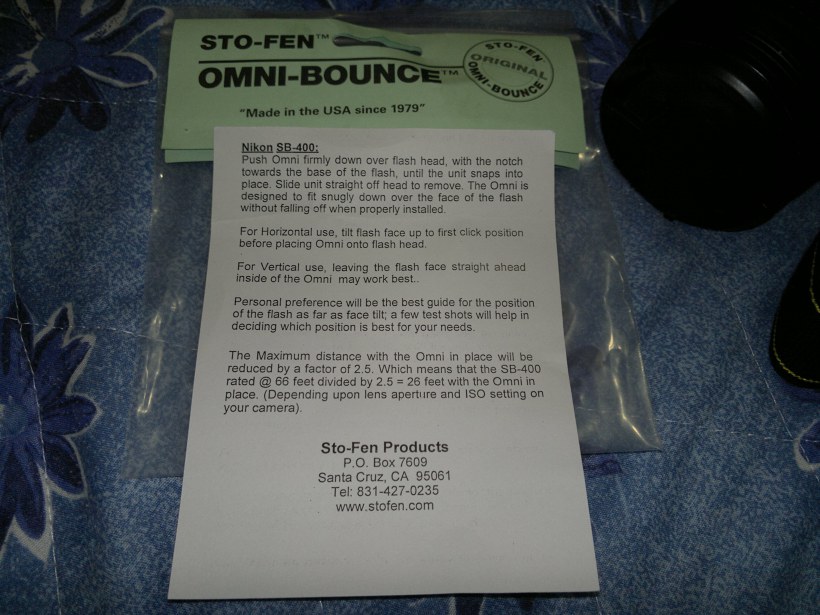 STO-FEN™
OMNI-BOUNCE™
"Made in the USA since 1979"
STO-FEN
ORIGINAL
OMNI-BOUNCE
Nikon SB-400:
Push Omni firmly down over flash head, with the notch
towards the base of the flash, until the unit snaps into
place. Slide unit straight off head to remove. The Omni is
designed to fit snugly down over the face of the flash
without falling off when properly installed.
For Horizontal use, tilt flash face up to first click position
before placing Omni onto flash head.
For Vertical use, leaving the flash face straight ahead
inside of the Omni may work best..
Personal preference will be the best guide for the position
of the flash as far as face tilt; a few test shots will help in
deciding which position is best for your needs.
The Maximum distance with the Omni in place will be
reduced by a factor of 2.5. Which means that the SB-400
rated @ 66 feet divided by 2.5 = 26 feet with the Omni in
place. (Depending upon lens aperture and ISO setting on
your camera).
Sto-Fen Products
P.O. Box 7609
Santa Cruz, CA 95061
Tel: 831-427-0235
www.stofen.com